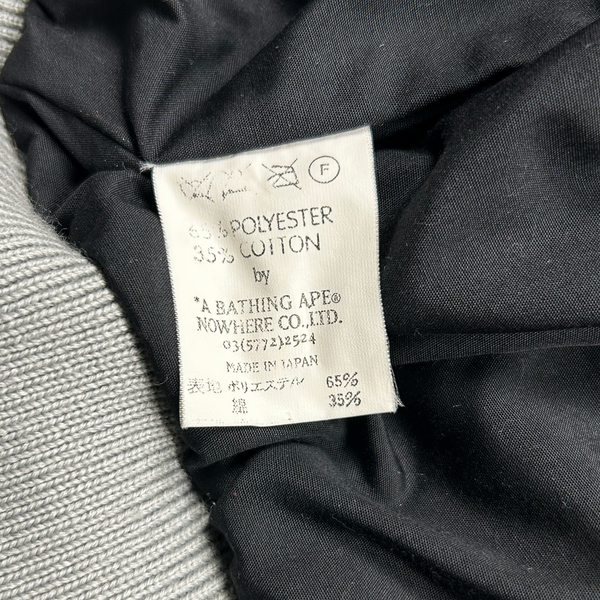 F
65% POLYESTER
35% COTTON
by
*A BATHING APE®
NOWHERE CO.,LTD.
03(5772)2524
MADE IN JAPAN
表地 ポリエステル 65%
綿 35%